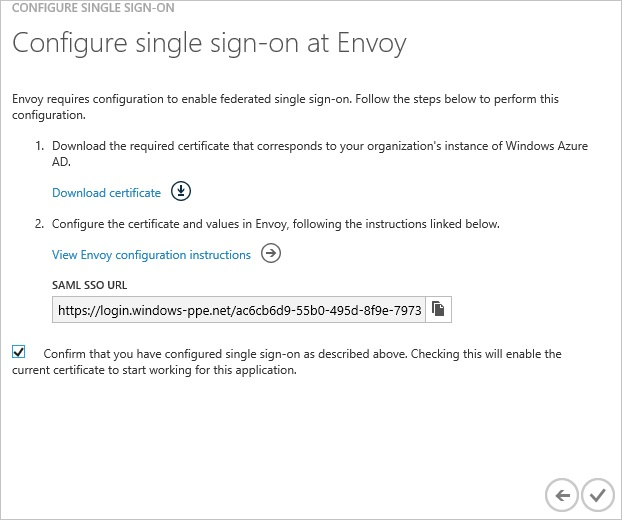 CONFIGURE SINGLE SIGN-ON
Configure single sign-on at Envoy
Envoy requires configuration to enable federated single sign-on. Follow the steps below to perform this
configuration.
1. Download the required certificate that corresponds to your organization's instance of Windows Azure
AD.
Download certificate
2. Configure the certificate and values in Envoy, following the instructions linked below.
View Envoy configuration instructions
SAML SSO URL
https://login.windows-ppe.net/ac6cb6d9-55b0-495d-8f9e-7973
Confirm that you have configured single sign-on as described above. Checking this will enable the
current certificate to start working for this application.